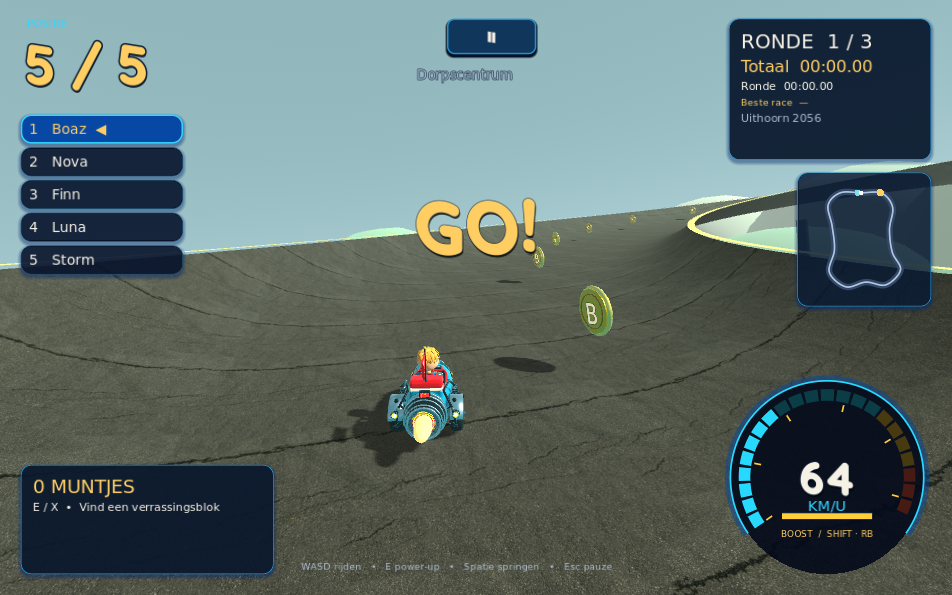 5 / 5
1 Boaz ◀
2 Nova
3 Finn
4 Luna
5 Storm
⏸
Dorpscentrum
RONDE 1 / 3
Totaal 00:00.00
Ronde 00:00.00
Beste race —
Uithoorn 2056
GO!
B
0 MUNTJES
E / X • Vind een verrassingsblok
64
KM/U
BOOST / SHIFT · RB
WASD rijden • E power-up • Spatie springen • Esc pauze